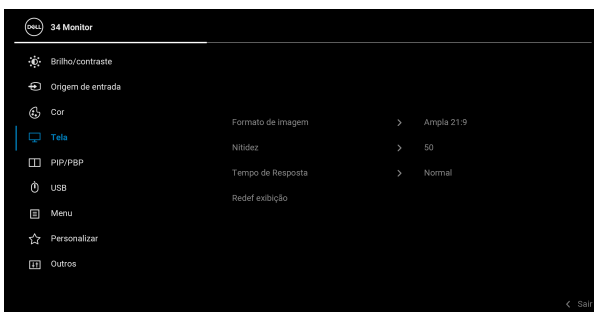 DELL 34 Monitor
Brilho/contraste
Origem de entrada
Cor
Formato de imagem Ampla 21:9
Tela
Nitidez 50
PIP/PBP
Tempo de Resposta Normal
USB
Redef exibição
Menu
Personalizar
Outros
Sair